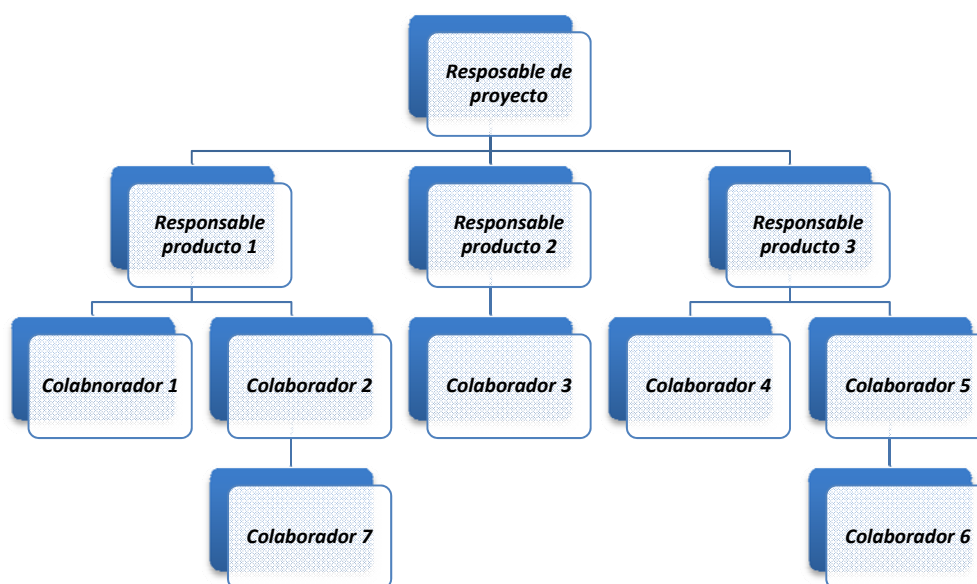 Resposable de
proyecto
Responsable
producto 1
Responsable
producto 2
Responsable
producto 3
Colabnorador 1
Colaborador 2
Colaborador 3
Colaborador 4
Colaborador 5
Colaborador 7
Colaborador 6